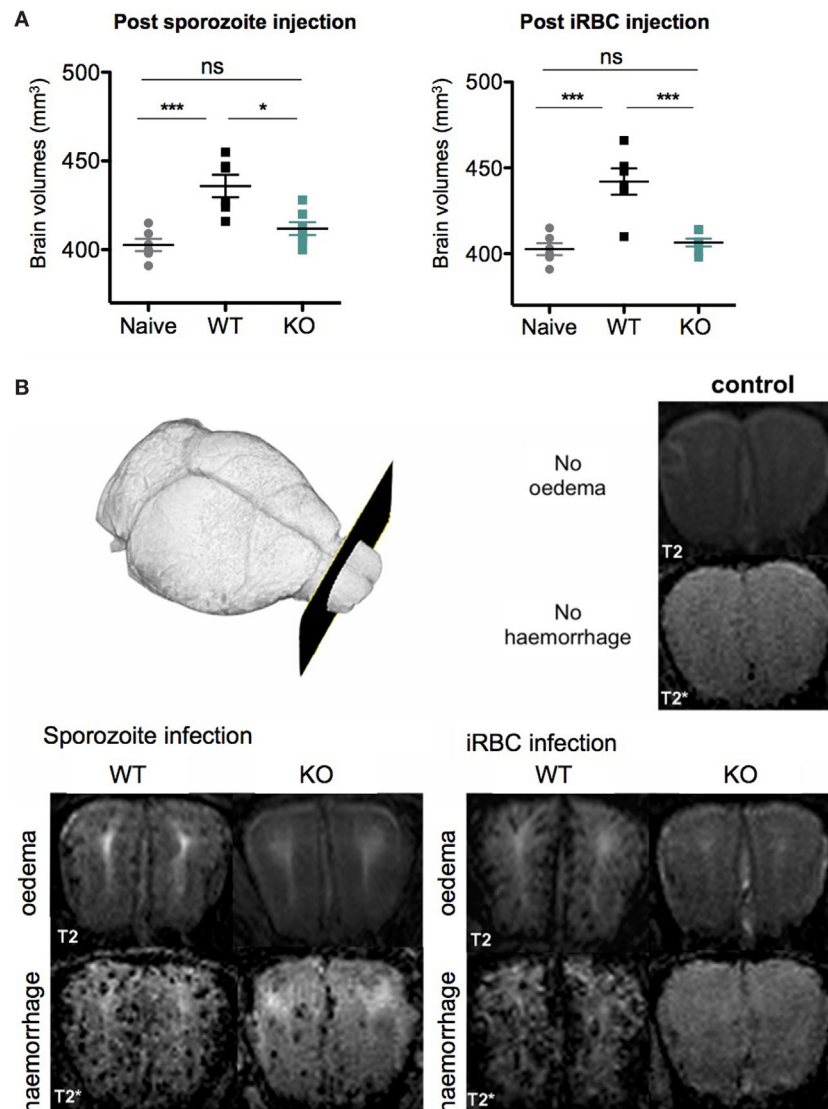 A
Post sporozoite injection
ns
***
*
Brain volumes (mm³)
500
450
400
Naive
WT
KO
Post iRBC injection
ns
***
***
Brain volumes (mm³)
500
450
400
Naive
WT
KO
B
control
No
oedema
T2
No
haemorrhage
T2*
Sporozoite infection
WT
KO
oedema
T2
haemorrhage
T2*
iRBC infection
WT
KO
oedema
T2
haemorrhage
T2*